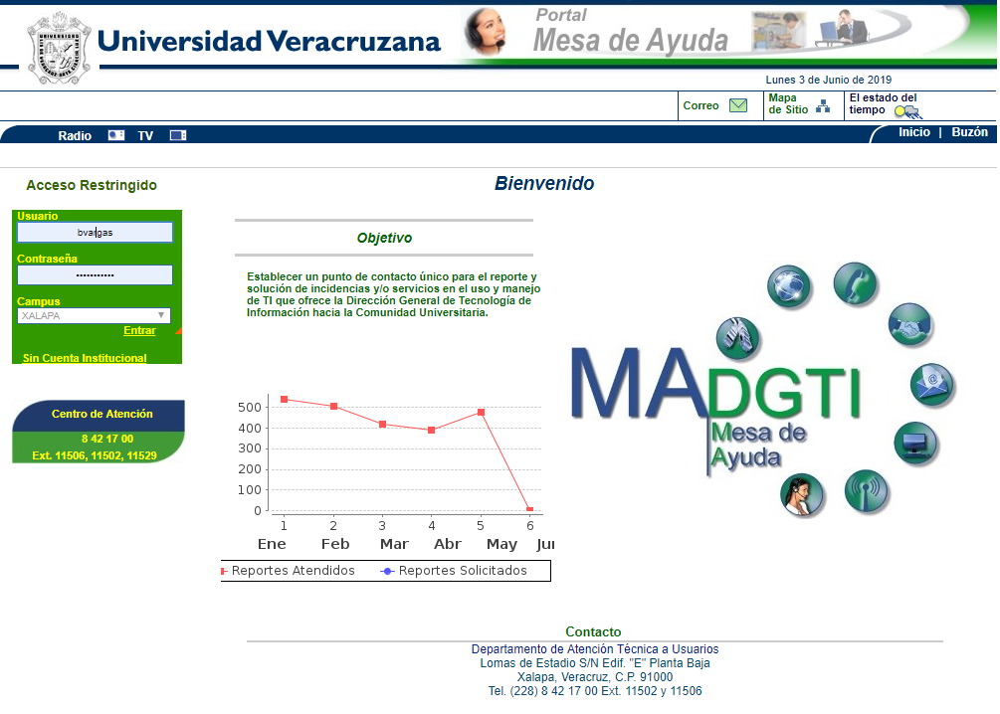 Universidad Veracruzana
Portal
Mesa de Ayuda
Lunes 3 de Junio de 2019
Correo
Mapa
de Sitio
El estado del
tiempo
Radio
TV
Inicio | Buzón
Acceso Restringido
Bienvenido
Usuario
bvargas
Contraseña
•••••••••••
Campus
XALAPA
Entrar
Sin Cuenta Institucional
Centro de Atención
8 42 17 00
Ext. 11506, 11502, 11529
Objetivo
Establecer un punto de contacto único para el reporte y
solución de incidencias y/o servicios en el uso y manejo
de TI que ofrece la Dirección General de Tecnología de
Información hacia la Comunidad Universitaria.
500
400
300
200
100
0
1 2 3 4 5 6
Ene Feb Mar Abr May Jun
Reportes Atendidos Reportes Solicitados
MADGTI
Mesa de
Ayuda
@
Contacto
Departamento de Atención Técnica a Usuarios
Lomas de Estadio S/N Edif. "E" Planta Baja
Xalapa, Veracruz, C.P. 91000
Tel. (228) 8 42 17 00 Ext. 11502 y 11506